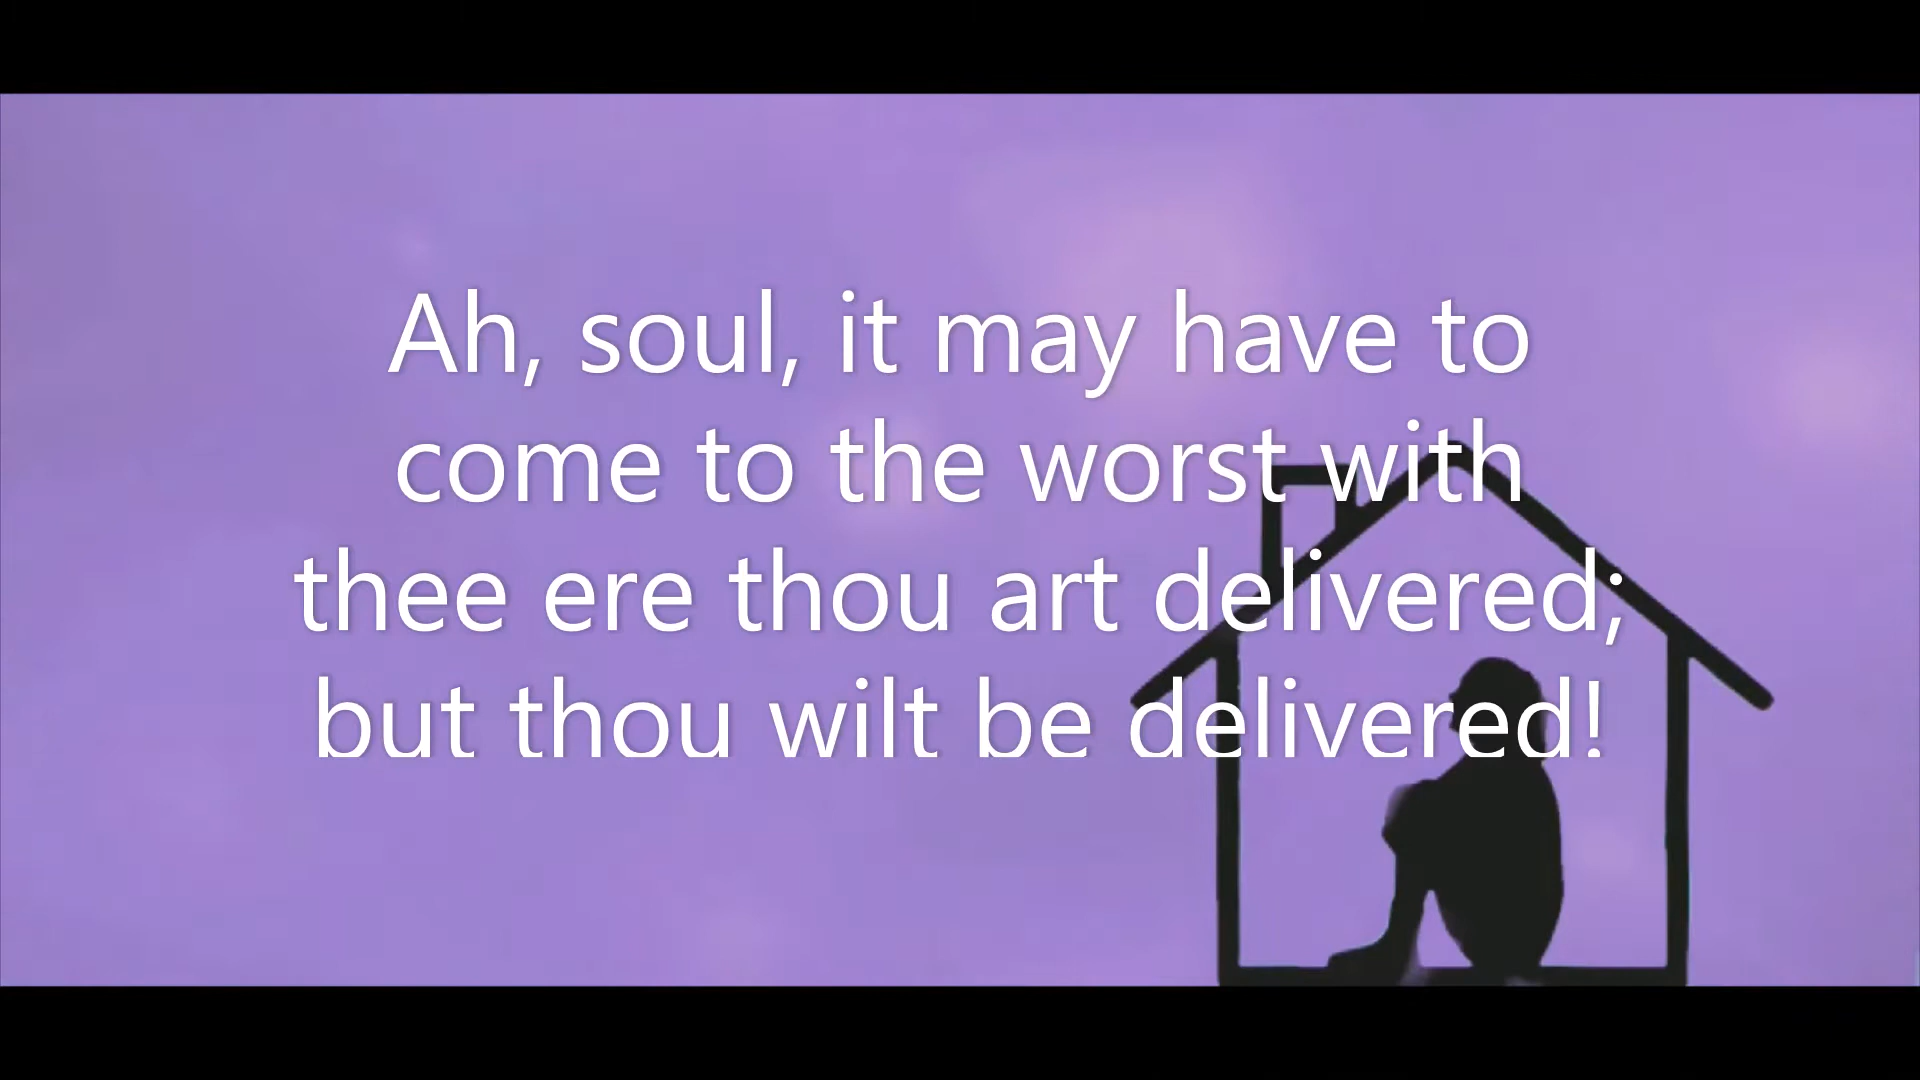 Ah, soul, it may have to
come to the worst with
thee ere thou art delivered;
but thou wilt be delivered!